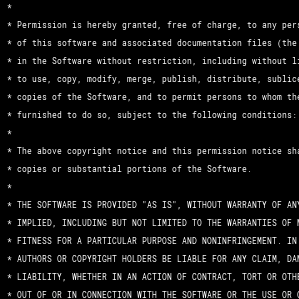 *
* Permission is hereby granted, free of charge, to any pers
* of this software and associated documentation files (the
* in the Software without restriction, including without li
* to use, copy, modify, merge, publish, distribute, sublice
* copies of the Software, and to permit persons to whom the
* furnished to do so, subject to the following conditions:
*
* The above copyright notice and this permission notice sha
* copies or substantial portions of the Software.
*
* THE SOFTWARE IS PROVIDED "AS IS", WITHOUT WARRANTY OF ANY
* IMPLIED, INCLUDING BUT NOT LIMITED TO THE WARRANTIES OF M
* FITNESS FOR A PARTICULAR PURPOSE AND NONINFRINGEMENT. IN
* AUTHORS OR COPYRIGHT HOLDERS BE LIABLE FOR ANY CLAIM, DAM
* LIABILITY, WHETHER IN AN ACTION OF CONTRACT, TORT OR OTHE
* OUT OF OR IN CONNECTION WITH THE SOFTWARE OR THE USE OR O